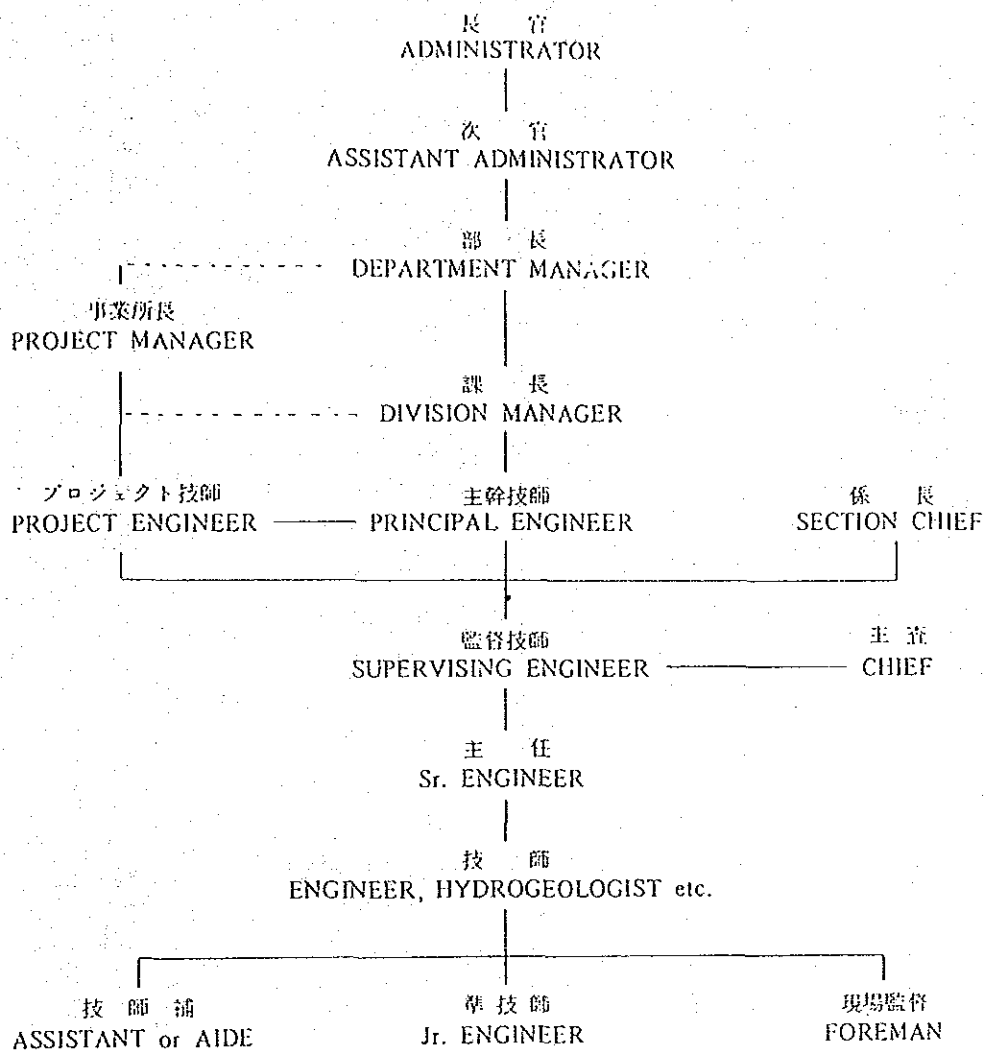 長 官
ADMINISTRATOR
次 官
ASSISTANT ADMINISTRATOR
部 長
DEPARTMENT MANAGER
事業所長
PROJECT MANAGER
課 長
DIVISION MANAGER
プロジェクト技師
PROJECT ENGINEER
主幹技師
PRINCIPAL ENGINEER
係 長
SECTION CHIEF
監督技師
SUPERVISING ENGINEER
主 査
CHIEF
主 任
Sr. ENGINEER
技 師
ENGINEER, HYDROGEOLOGIST etc.
技 師 補
ASSISTANT or AIDE
準技師
Jr. ENGINEER
現場監督
FOREMAN